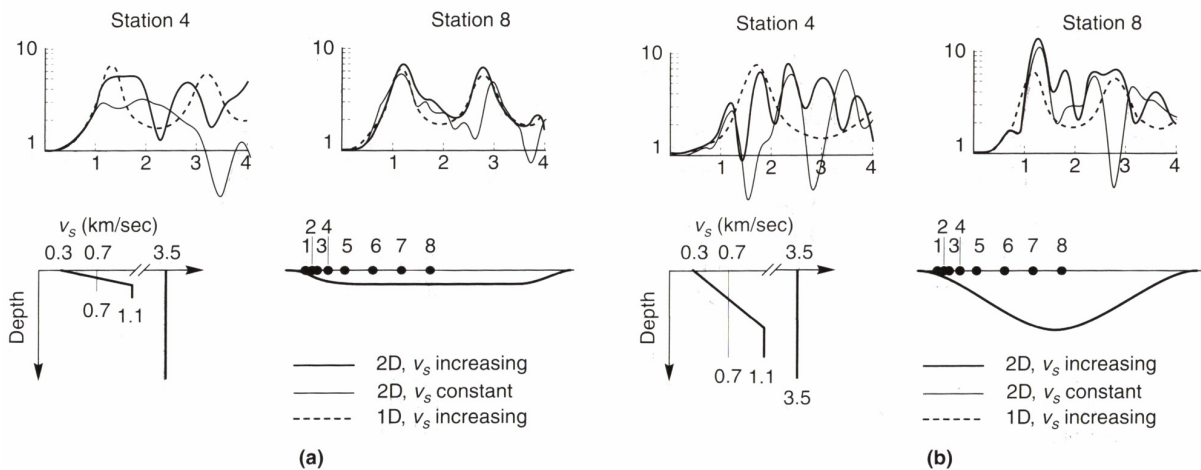 Station 4
10
1
1 2 3 4
Station 8
10
1
1 2 3 4
v_s (km/sec)
0.3 0.7 3.5
0.7 1.1
Depth
2 4
1 3 5 6 7 8
2D, v_s increasing
2D, v_s constant
1D, v_s increasing
(a)
Station 4
10
1
1 2 3 4
Station 8
10
1
1 2 3 4
v_s (km/sec)
0.3 0.7 3.5
0.7 1.1
3.5
Depth
2 4
1 3 5 6 7 8
2D, v_s increasing
2D, v_s constant
1D, v_s increasing
(b)